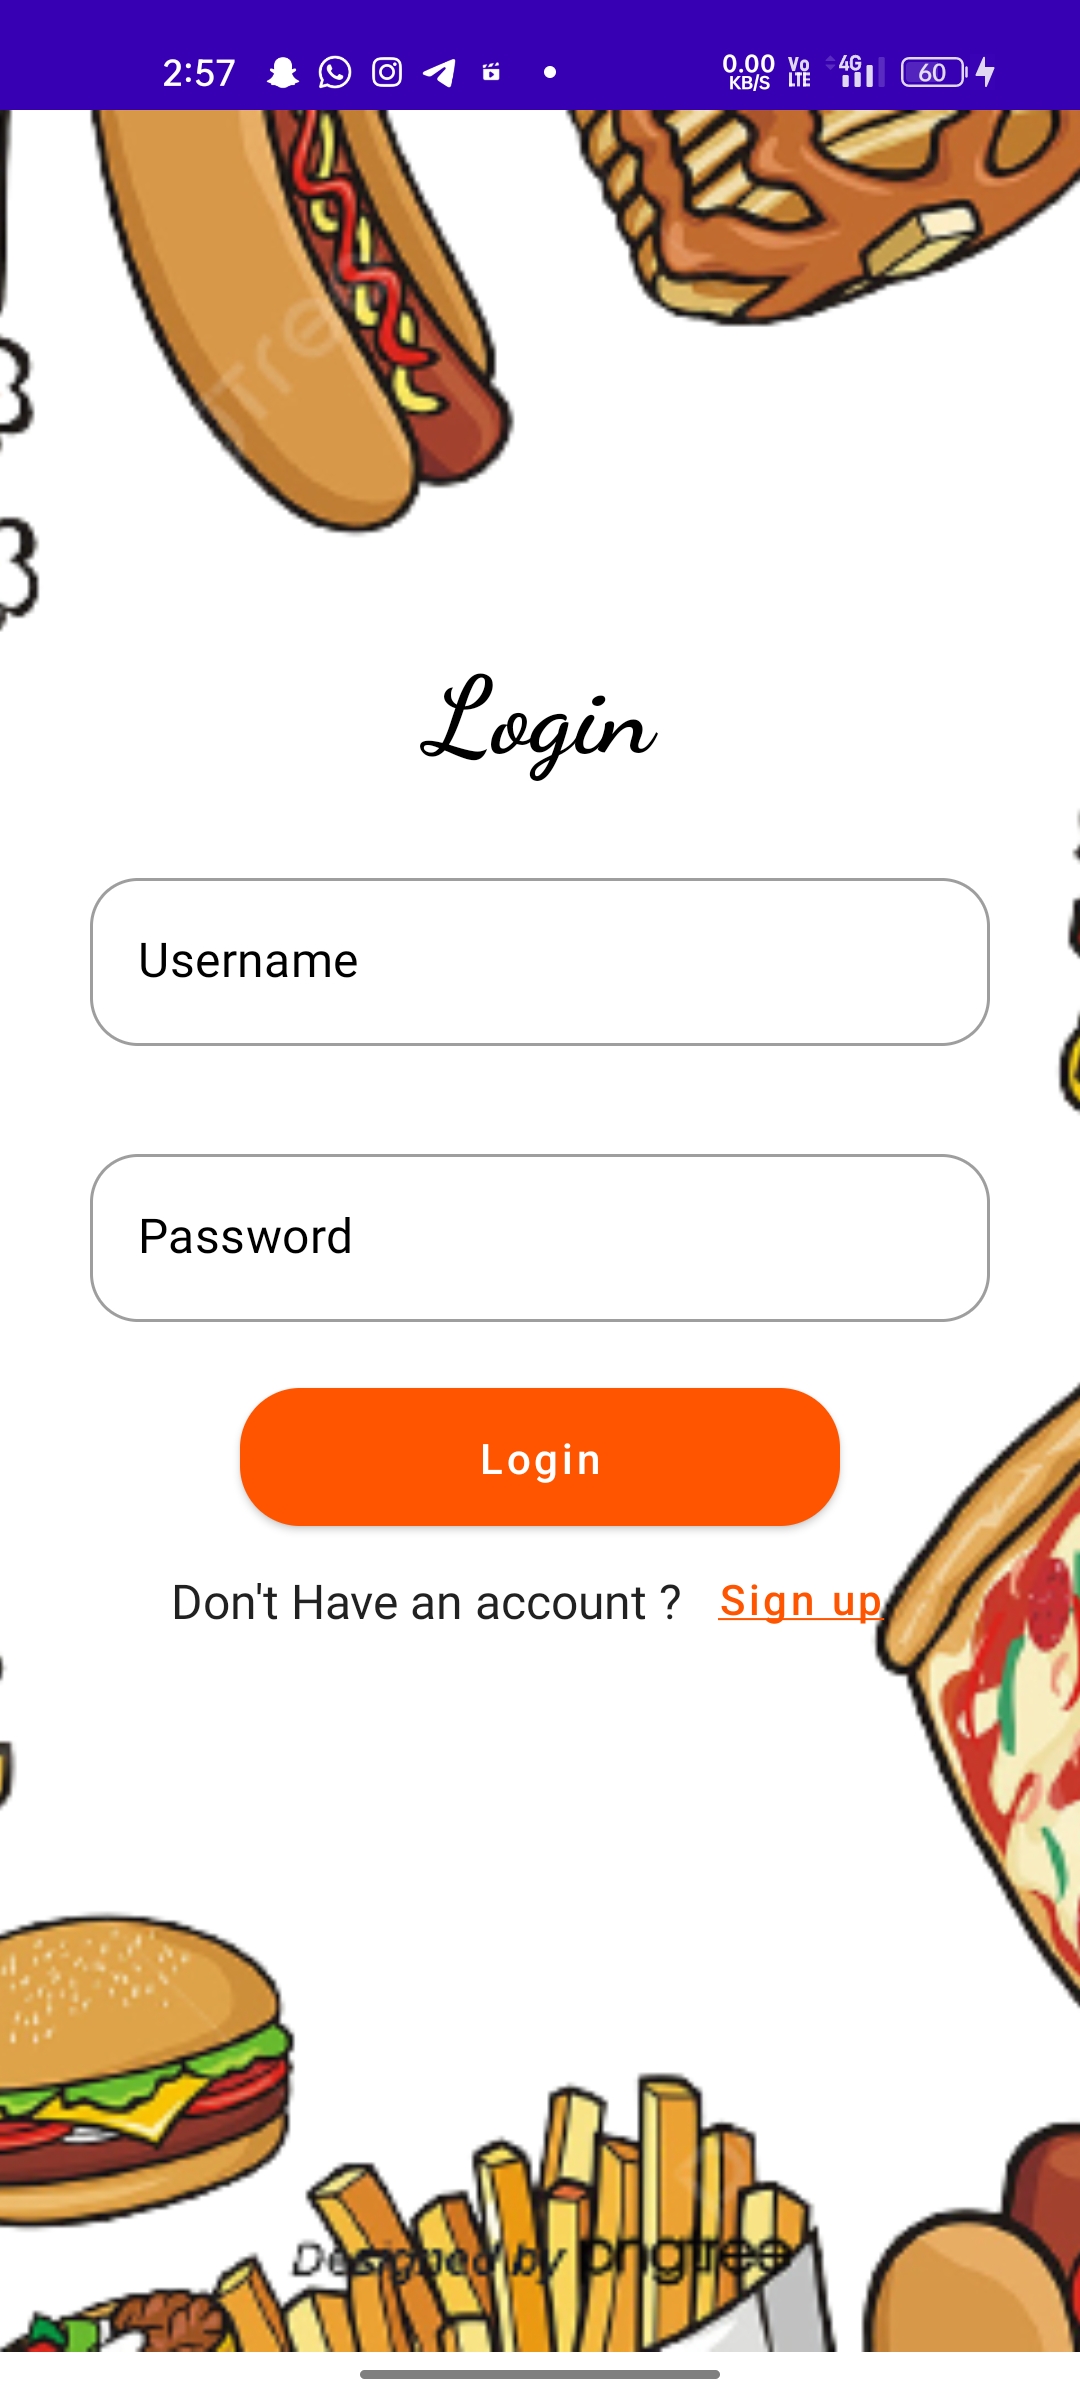 2:57 0.00 KB/S Vo LTE 4G 60
Login
Username
Password
Login
Don't Have an account ? Sign up
Designed by pngtree